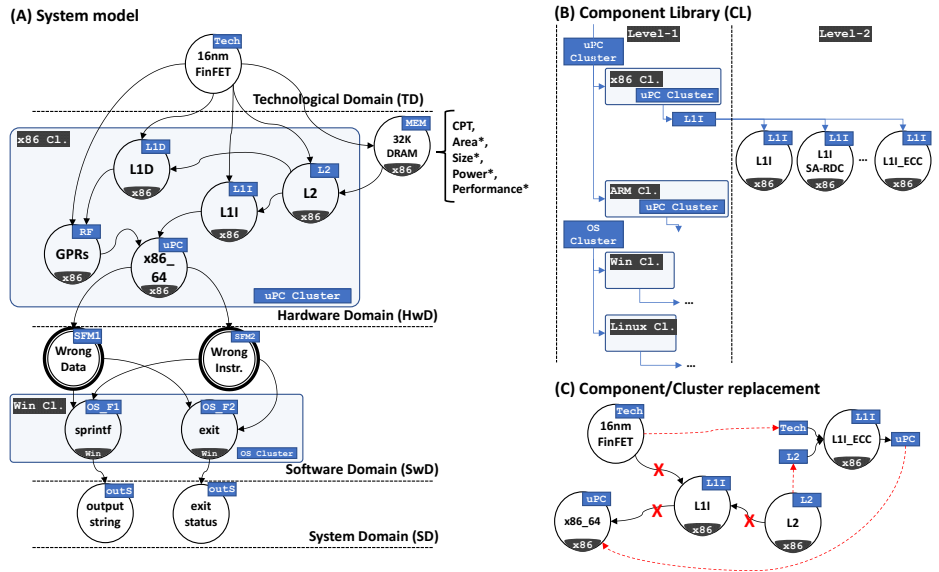 (A) System model
Tech
16nm
FinFET
Technological Domain (TD)
x86 Cl.
L1D
L1D
x86
L1I
L1I
x86
L2
L2
x86
MEM
32K
DRAM
x86
CPT,
Area*,
Size*,
Power*,
Performance*
RF
GPRs
x86
uPC
x86_
64
x86
uPC Cluster
Hardware Domain (HwD)
SFM1
Wrong
Data
SFM2
Wrong
Instr.
Win Cl.
OS_F1
sprintf
Win
OS_F2
exit
Win
OS Cluster
Software Domain (SwD)
outS
output
string
outS
exit
status
System Domain (SD)
(B) Component Library (CL)
Level-1
Level-2
uPC
Cluster
x86 Cl.
uPC Cluster
L1I
L1I
L1I
x86
L1I
L1I
SA-RDC
x86
...
L1I
L1I_ECC
x86
ARM Cl.
uPC Cluster
OS
Cluster
Win Cl.
...
Linux Cl.
...
(C) Component/Cluster replacement
Tech
16nm
FinFET
Tech
L2
L1I
L1I_ECC
x86
uPC
X
uPC
x86_64
x86
X
L1I
L1I
x86
X
L2
L2
x86